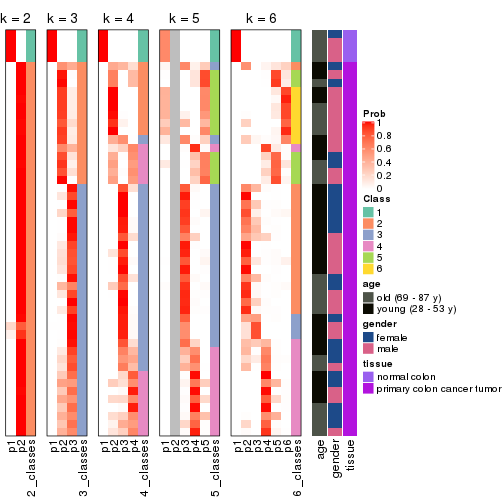 k = 2 k = 3 k = 4 k = 5 k = 6
Prob
1
0.8
0.6
0.4
0.2
0
Class
1
2
3
4
5
6
age
old (69 - 87 y)
young (28 - 53 y)
gender
female
male
tissue
normal colon
primary colon cancer tumor
p1
p2
2_classes
p1
p2
p3
3_classes
p1
p2
p3
p4
4_classes
p1
p2
p3
p4
p5
5_classes
p1
p2
p3
p4
p5
p6
6_classes
age
gender
tissue